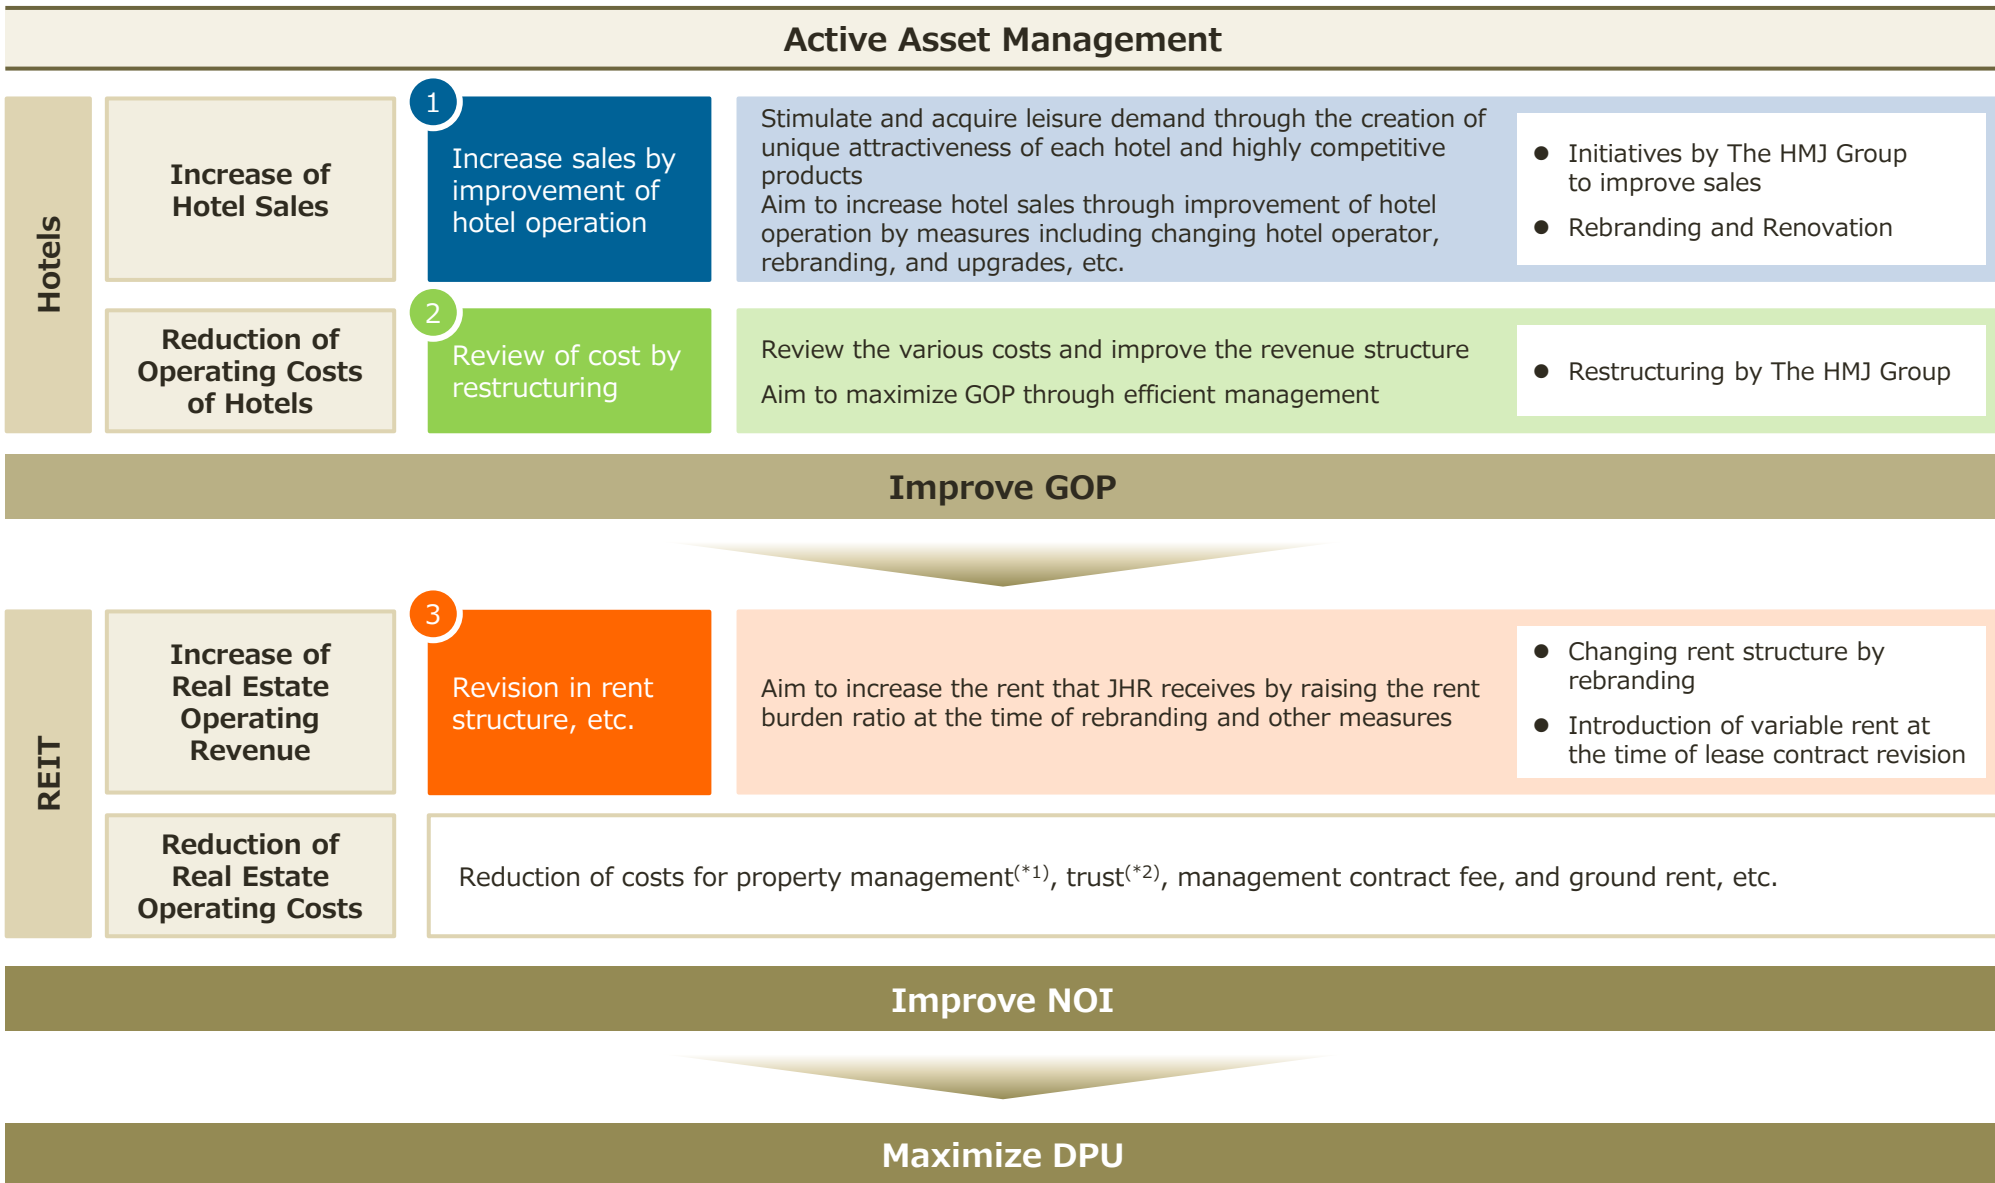 Active Asset Management
Hotels
Increase of
Hotel Sales
1
Increase sales by
improvement of
hotel operation
Stimulate and acquire leisure demand through the creation of
unique attractiveness of each hotel and highly competitive
products
Aim to increase hotel sales through improvement of hotel
operation by measures including changing hotel operator,
rebranding, and upgrades, etc.
● Initiatives by The HMJ Group
to improve sales
● Rebranding and Renovation
Reduction of
Operating Costs
of Hotels
2
Review of cost by
restructuring
Review the various costs and improve the revenue structure
Aim to maximize GOP through efficient management
● Restructuring by The HMJ Group
Improve GOP
REIT
Increase of
Real Estate
Operating
Revenue
3
Revision in rent
structure, etc.
Aim to increase the rent that JHR receives by raising the rent
burden ratio at the time of rebranding and other measures
● Changing rent structure by
rebranding
● Introduction of variable rent at
the time of lease contract revision
Reduction of
Real Estate
Operating Costs
Reduction of costs for property management(*1), trust(*2), management contract fee, and ground rent, etc.
Improve NOI
Maximize DPU